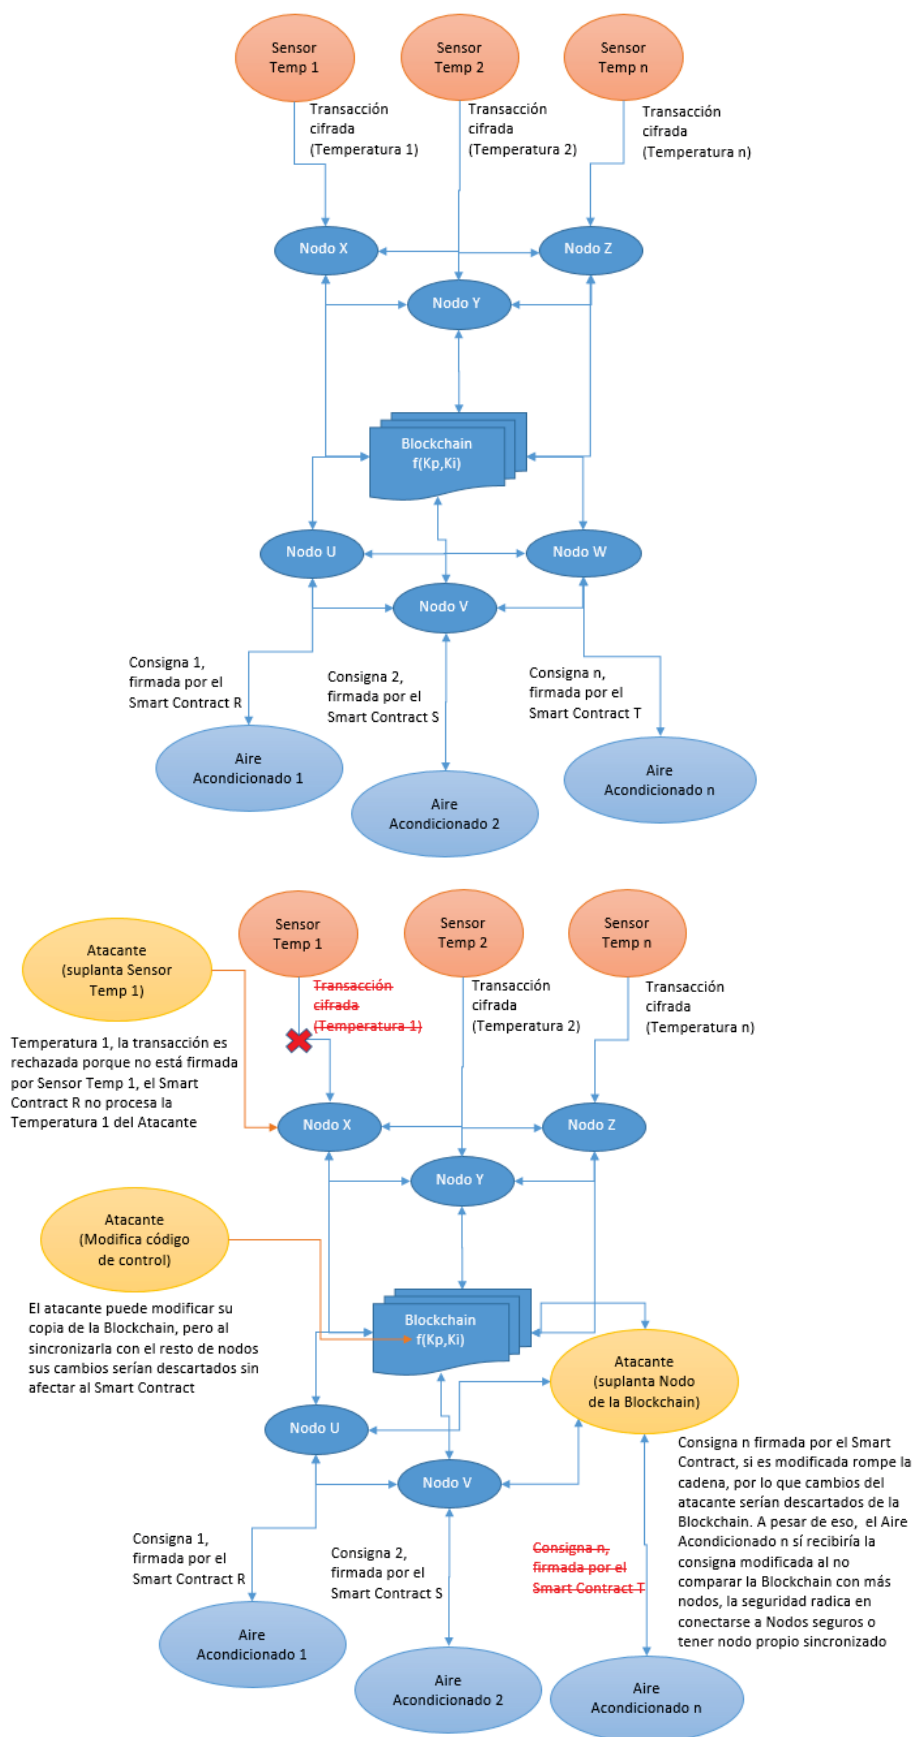 Sensor
Temp 1
Sensor
Temp 2
Sensor
Temp n
Transacción
cifrada
(Temperatura 1)
Transacción
cifrada
(Temperatura 2)
Transacción
cifrada
(Temperatura n)
Nodo X
Nodo Z
Nodo Y
Blockchain
f(Kp,Ki)
Nodo U
Nodo W
Nodo V
Consigna 1,
firmada por el
Smart Contract R
Consigna 2,
firmada por el
Smart Contract S
Consigna n,
firmada por el
Smart Contract T
Aire
Acondicionado 1
Aire
Acondicionado 2
Aire
Acondicionado n
Sensor
Temp 1
Sensor
Temp 2
Sensor
Temp n
Atacante
(suplanta Sensor
Temp 1)
Transacción
cifrada
(Temperatura 1)
Transacción
cifrada
(Temperatura 2)
Transacción
cifrada
(Temperatura n)
Temperatura 1, la transacción es
rechazada porque no está firmada
por Sensor Temp 1, el Smart
Contract R no procesa la
Temperatura 1 del Atacante
Nodo X
Nodo Z
Nodo Y
Atacante
(Modifica código
de control)
El atacante puede modificar su
copia de la Blockchain, pero al
sincronizarla con el resto de nodos
sus cambios serían descartados sin
afectar al Smart Contract
Blockchain
f(Kp,Ki)
Atacante
(suplanta Nodo
de la Blockchain)
Nodo U
Nodo V
Consigna n firmada por el Smart
Contract, si es modificada rompe la
cadena, por lo que cambios del
atacante serían descartados de la
Blockchain. A pesar de eso, el Aire
Acondicionado n sí recibiría la
consigna modificada al no
comparar la Blockchain con más
nodos, la seguridad radica en
conectarse a Nodos seguros o
tener nodo propio sincronizado
Consigna 1,
firmada por el
Smart Contract R
Consigna 2,
firmada por el
Smart Contract S
Consigna n,
firmada por el
Smart Contract T
Aire
Acondicionado 1
Aire
Acondicionado 2
Aire
Acondicionado n